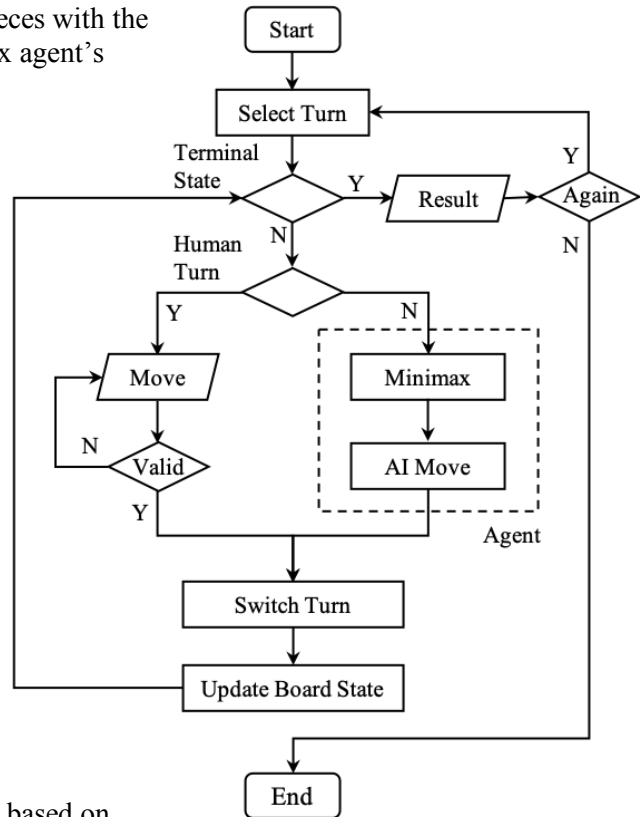 eces with the
x agent's
Start
Select Turn
Terminal
State
Y
Result
Again
Y
N
N
Human
Turn
Y
N
Move
Minimax
N
Valid
AI Move
Y
Agent
Switch Turn
Update Board State
End
based on